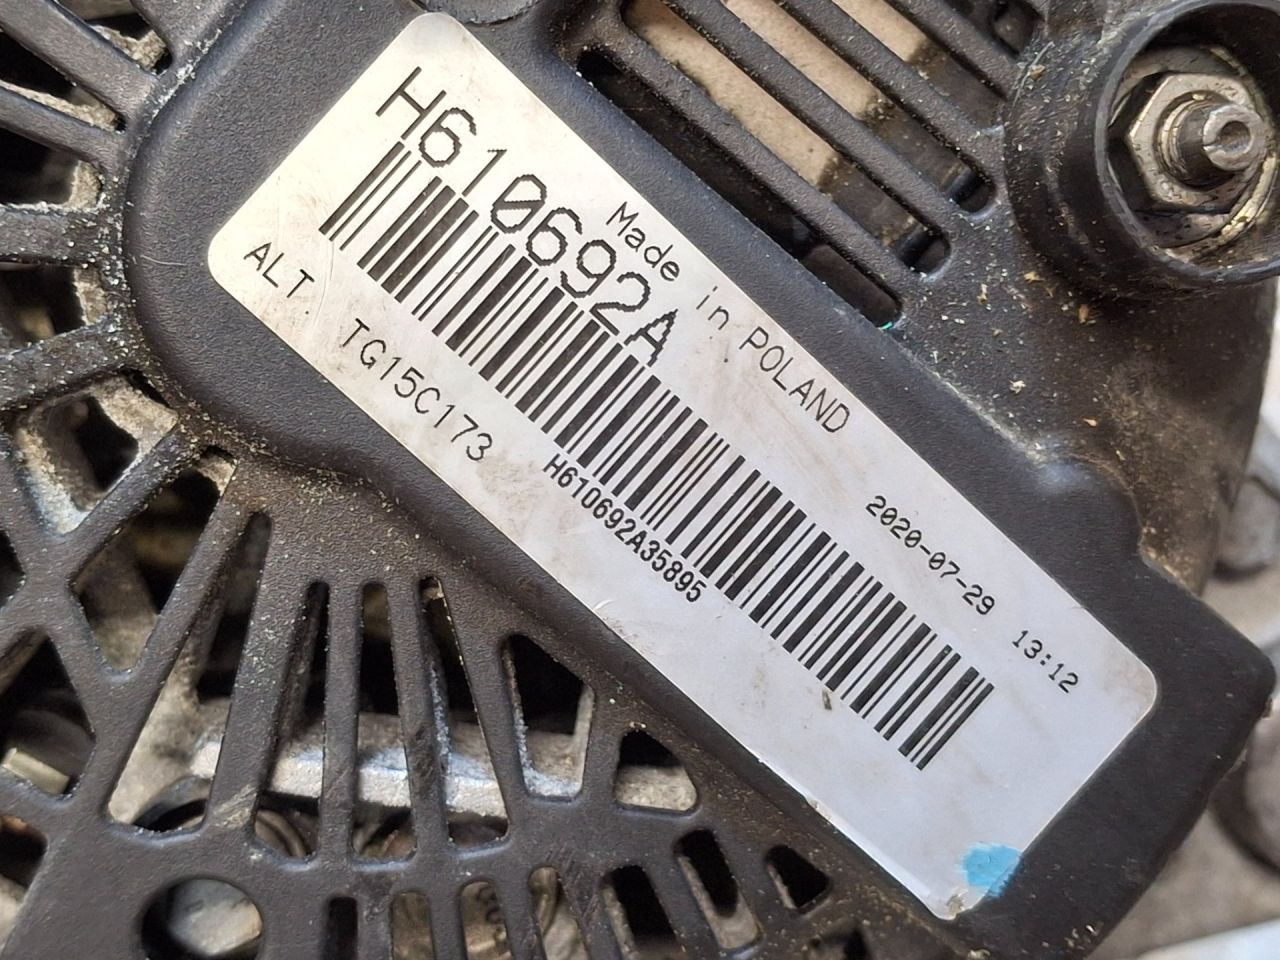 H610692A
Made in POLAND
ALT TG15C173
H610692A35895
2020-07-29 13:12